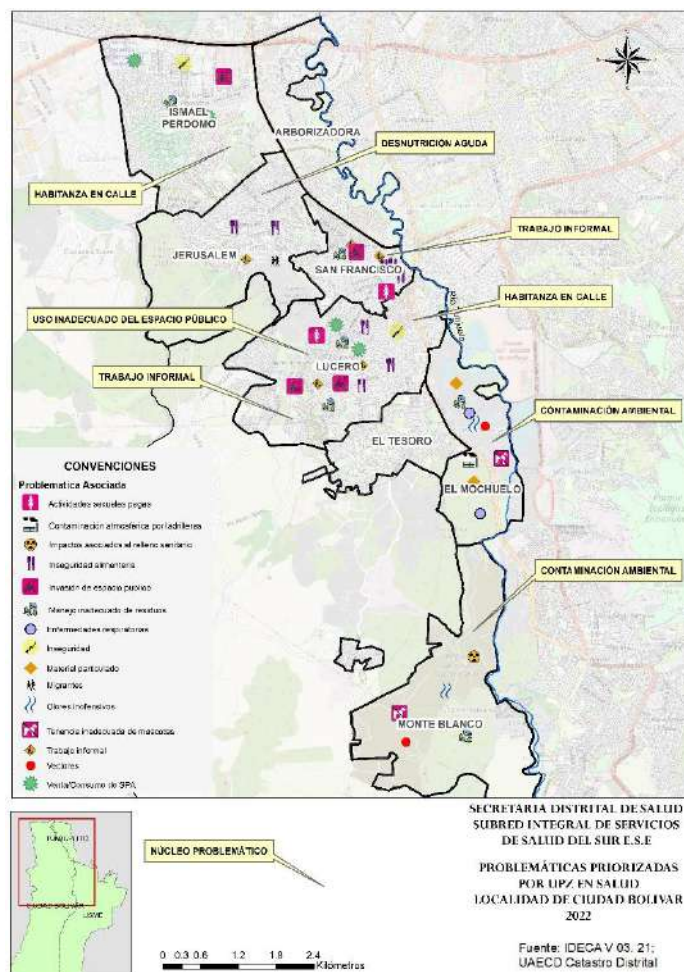 ISMAEL
PERDOMO
ARBORIZADORA
DESNUTRICIÓN AGUDA
HABITANZA EN CALLE
TRABAJO INFORMAL
JERUSALEM
SAN FRANCISCO
HABITANZA EN CALLE
USO INADECUADO DEL ESPACIO PÚBLICO
LUCERO
TRABAJO INFORMAL
CONTAMINACIÓN AMBIENTAL
EL TESORO
EL MOCHUELO
CONTAMINACIÓN AMBIENTAL
MONTE BLANCO
CONVENCIONES
Problematica Asociada
Actividades sexuales pagas
Contaminación atmosférica por ladrilleras
Impactos asociados al relleno sanitario
Inseguridad alimentaria
Invasión de espacio público
Manejo inadecuado de residuos
Enfermedades respiratorias
Inseguridad
Material particulado
Migrantes
Olores inofensivos
Tenencia inadecuada de mascotas
Trabajo informal
Vectores
Venta/Consumo de SPA
NÚCLEO PROBLEMÁTICO
0 0.3 0.6 1.2 1.8 2.4
Kilómetros
SECRETARIA DISTRITAL DE SALUD
SUBRED INTEGRAL DE SERVICIOS
DE SALUD DEL SUR E.S.E
PROBLEMÁTICAS PRIORIZADAS
POR UPZ EN SALUD
LOCALIDAD DE CIUDAD BOLIVAR
2022
Fuente: IDECA V 03. 21;
UAECD Catastro Distrital